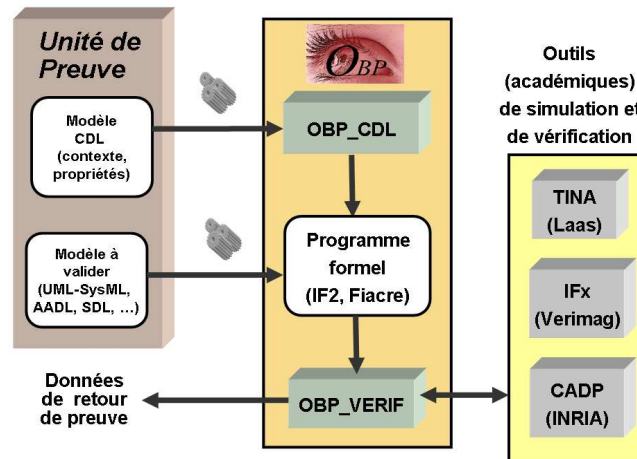 Unité de
Preuve
Modèle
CDL
(contexte,
propriétés)
Modèle à
valider
(UML-SysML,
AADL, SDL, …)
Données
de retour
de preuve
OBP
OBP_CDL
Programme
formel
(IF2, Fiacre)
OBP_VERIF
Outils
(académiques)
de simulation et
de vérification
TINA
(Laas)
IFx
(Verimag)
CADP
(INRIA)